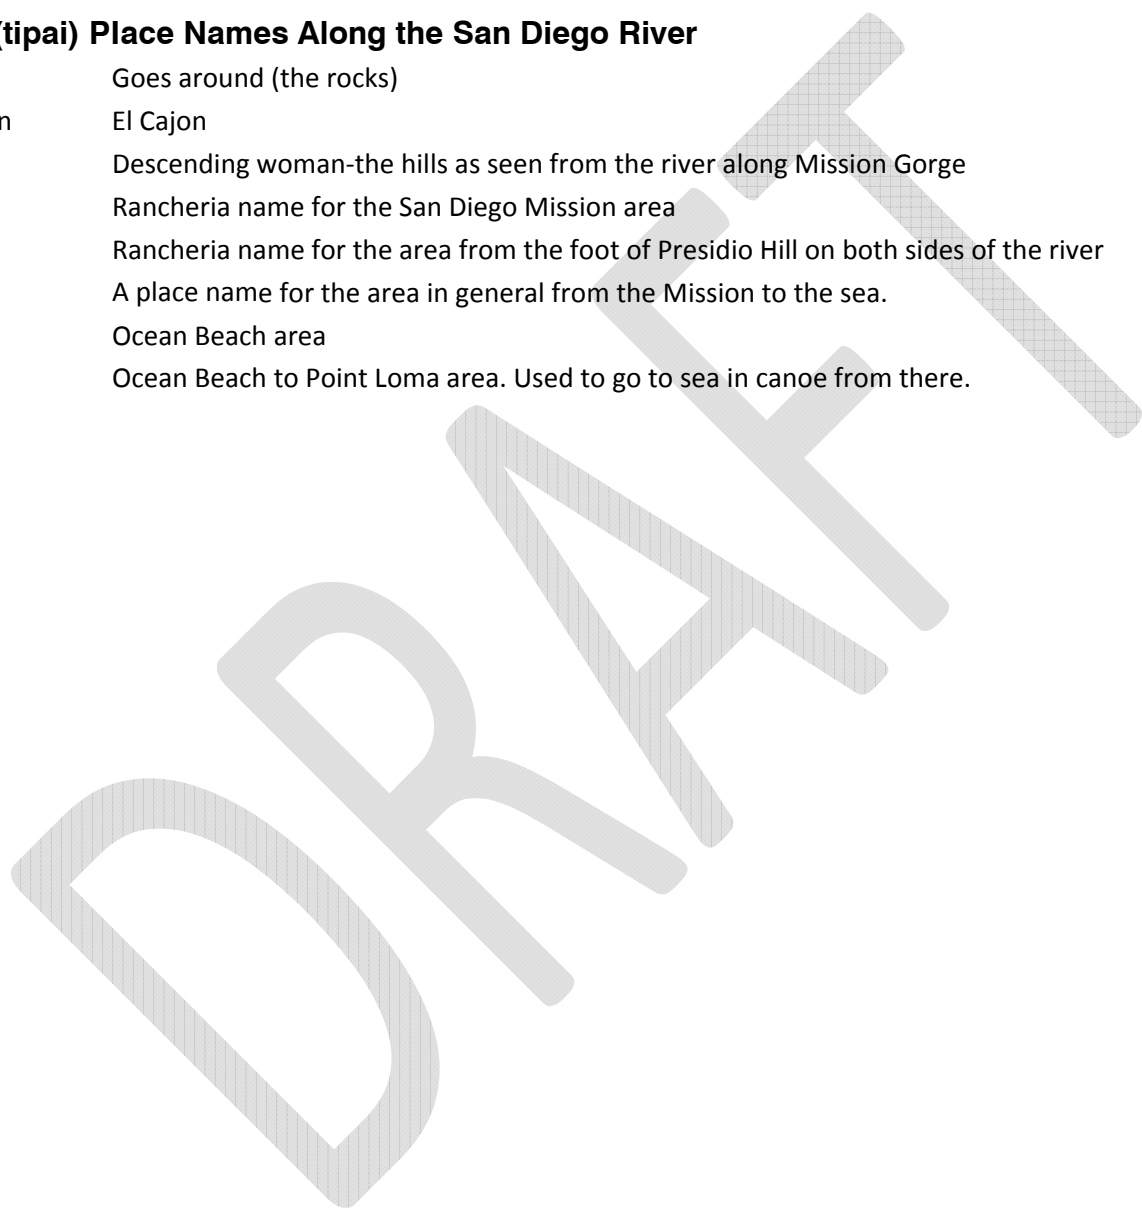 (tipai) Place Names Along the San Diego River
Goes around (the rocks)
n El Cajon
Descending woman-the hills as seen from the river along Mission Gorge
Rancheria name for the San Diego Mission area
Rancheria name for the area from the foot of Presidio Hill on both sides of the river
A place name for the area in general from the Mission to the sea.
Ocean Beach area
Ocean Beach to Point Loma area. Used to go to sea in canoe from there.
DRAFT